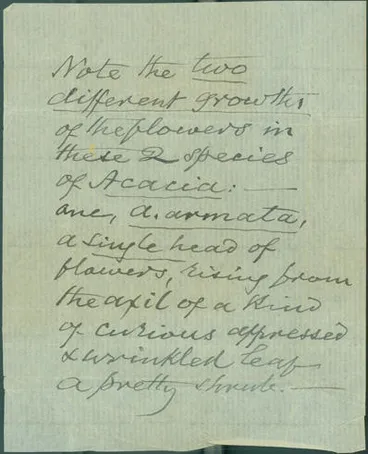 Note the two
different growths
of the flowers in
these 2 species
of Acacia: —
one, A. armata,
a single head of
flowers, rising from
the axil of a kind
of curious appressed
& wrinkled leaf
a pretty shrub. —